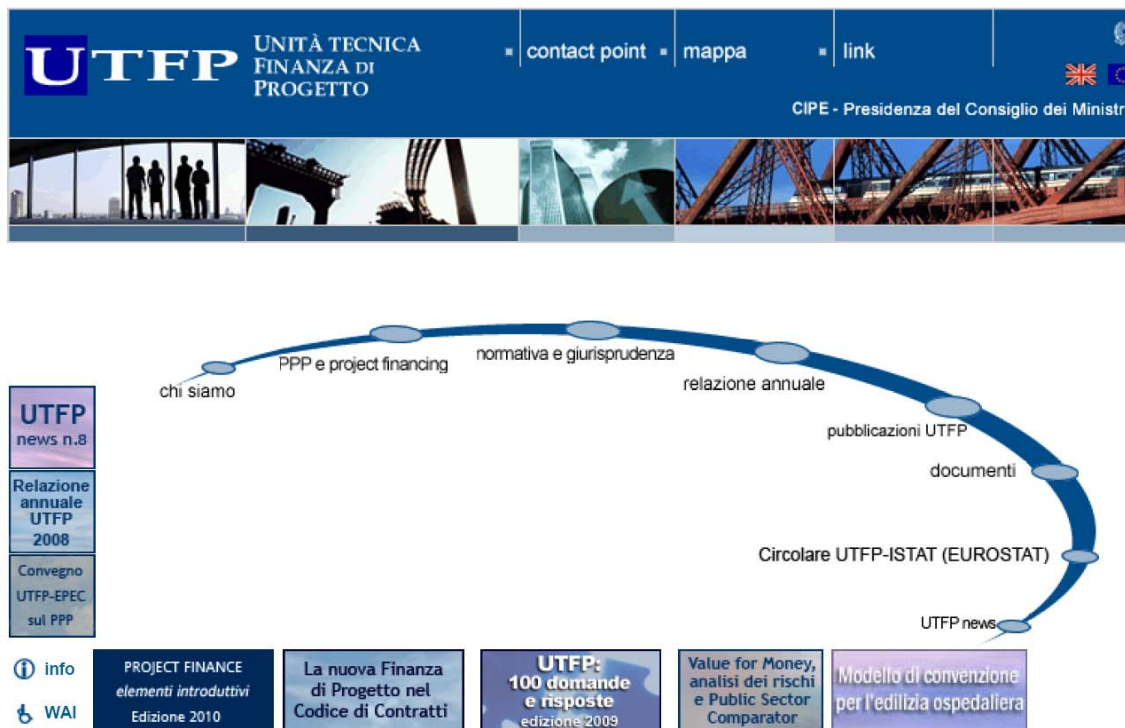 UTFP
UNITÀ TECNICA
FINANZA DI
PROGETTO
contact point
mappa
link
CIPE - Presidenza del Consiglio dei Ministr
chi siamo
PPP e project financing
normativa e giurisprudenza
relazione annuale
pubblicazioni UTFP
documenti
Circolare UTFP-ISTAT (EUROSTAT)
UTFP news
UTFP
news n.8
Relazione
annuale
UTFP
2008
Convegno
UTFP-EPEC
sul PPP
info
WAI
PROJECT FINANCE
elementi introduttivi
Edizione 2010
La nuova Finanza
di Progetto nel
Codice di Contratti
UTFP:
100 domande
e risposte
edizione 2009
Value for Money,
analisi dei rischi
e Public Sector
Comparator
Modello di convenzione
per l'edilizia ospedaliera